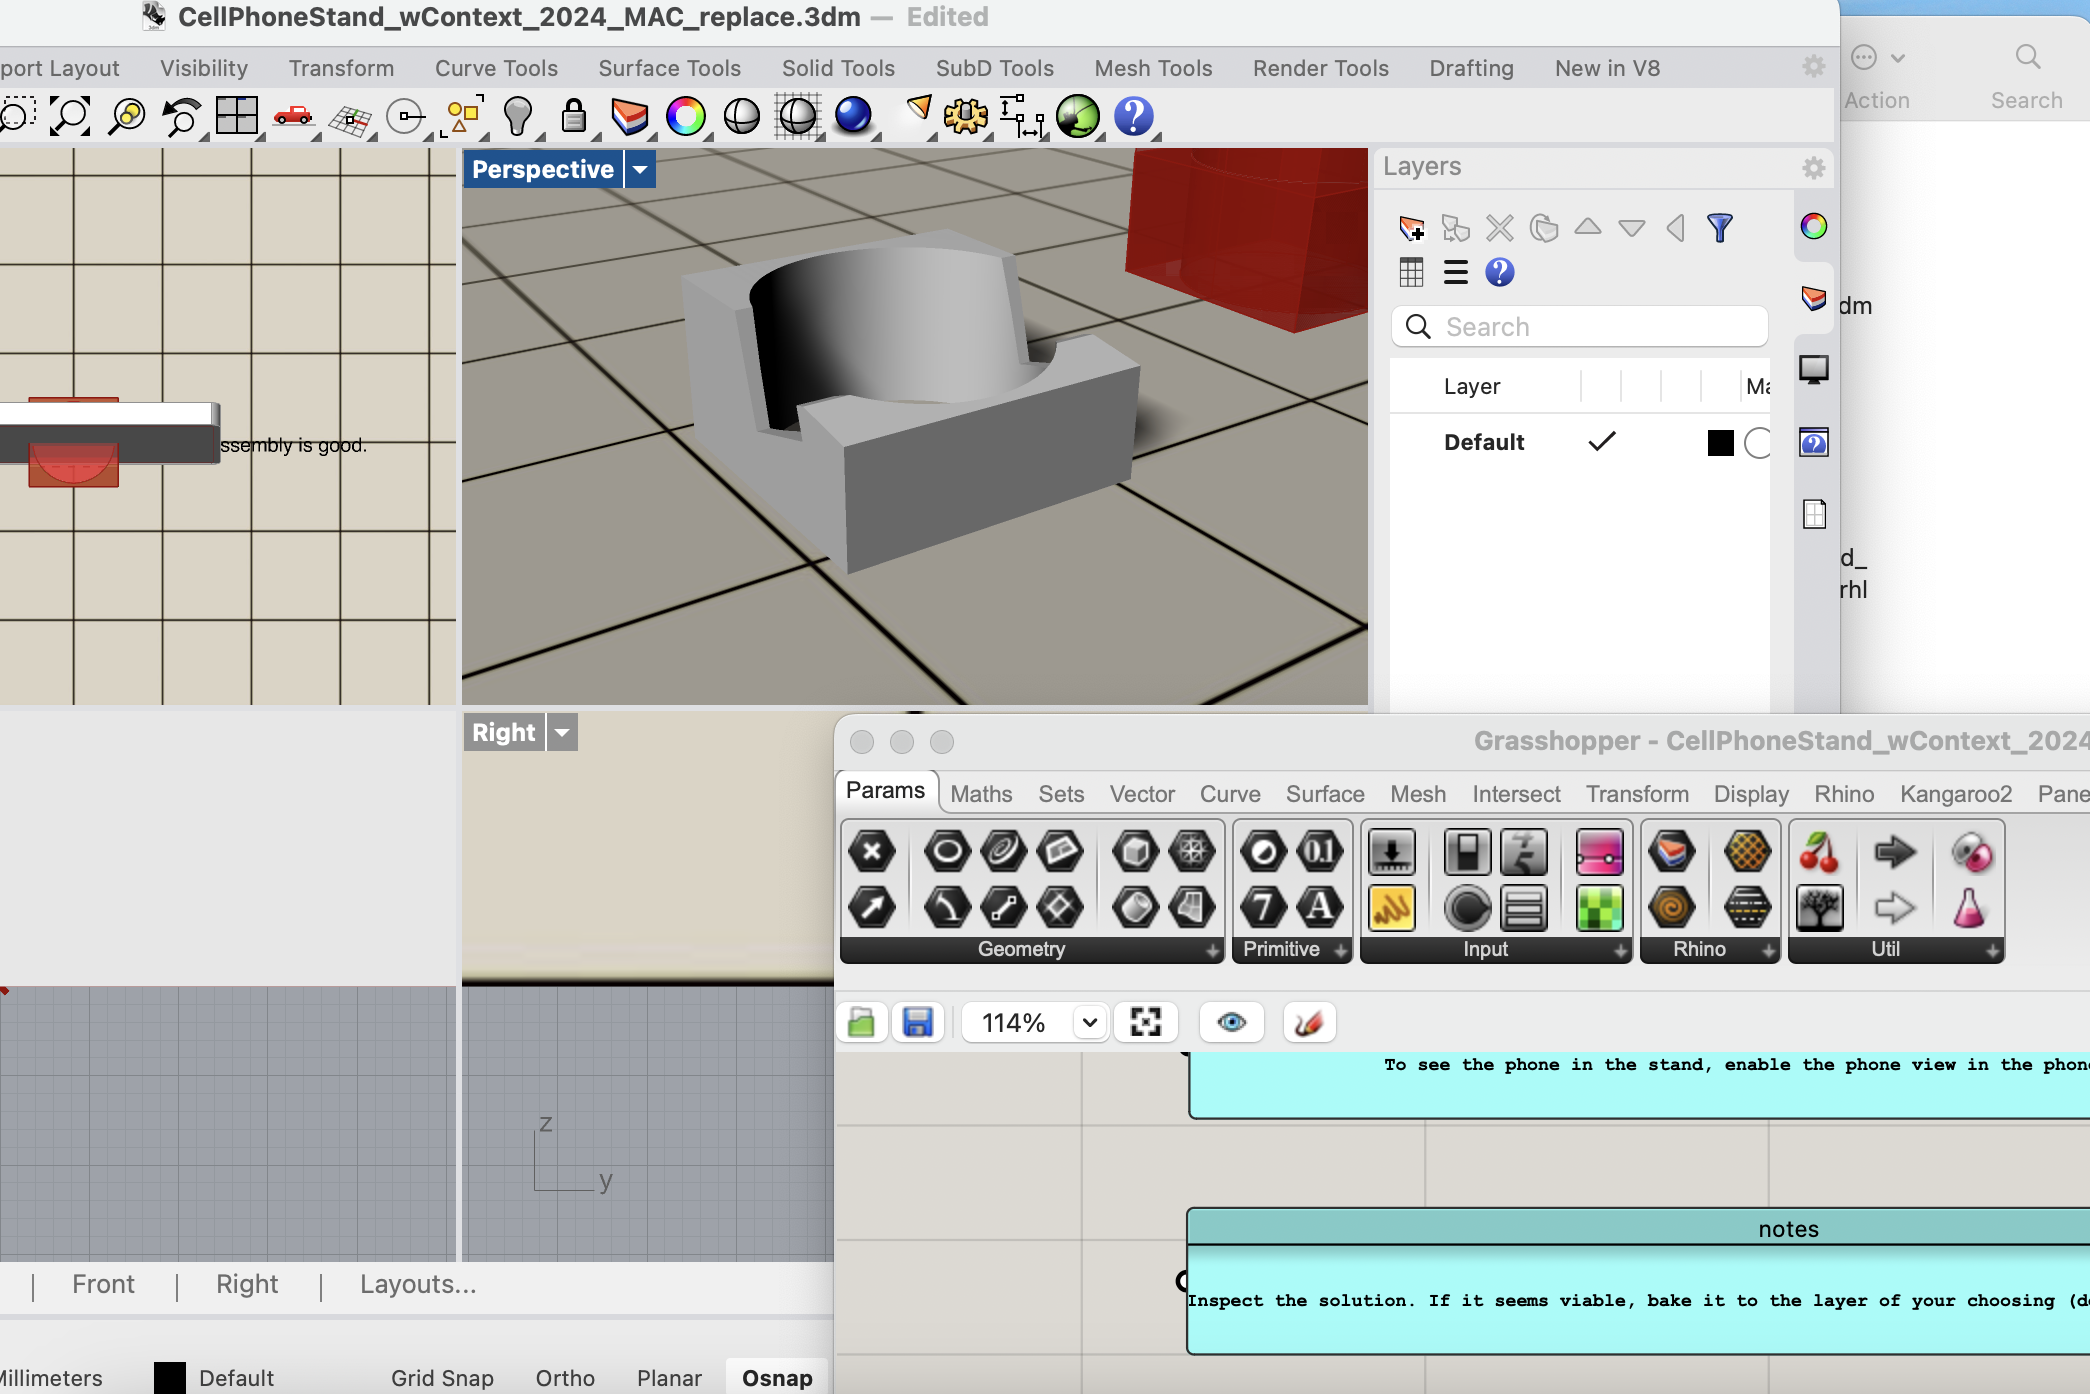 CellPhoneStand_wContext_2024_MAC_replace.3dm — Edited
port Layout Visibility Transform Curve Tools Surface Tools Solid Tools SubD Tools Mesh Tools Render Tools Drafting New in V8
Action Search
Perspective
Layers
Search
dm
Layer Ma
Default
ssembly is good.
d_
rhl
Right
Grasshopper - CellPhoneStand_wContext_2024
Params Maths Sets Vector Curve Surface Mesh Intersect Transform Display Rhino Kangaroo2 Pane
0.1
7 A
Geometry Primitive Input Rhino Util
114%
To see the phone in the stand, enable the phone view in the phon
z
y
notes
Inspect the solution. If it seems viable, bake it to the layer of your choosing (d
Front Right Layouts...
Millimeters Default Grid Snap Ortho Planar Osnap